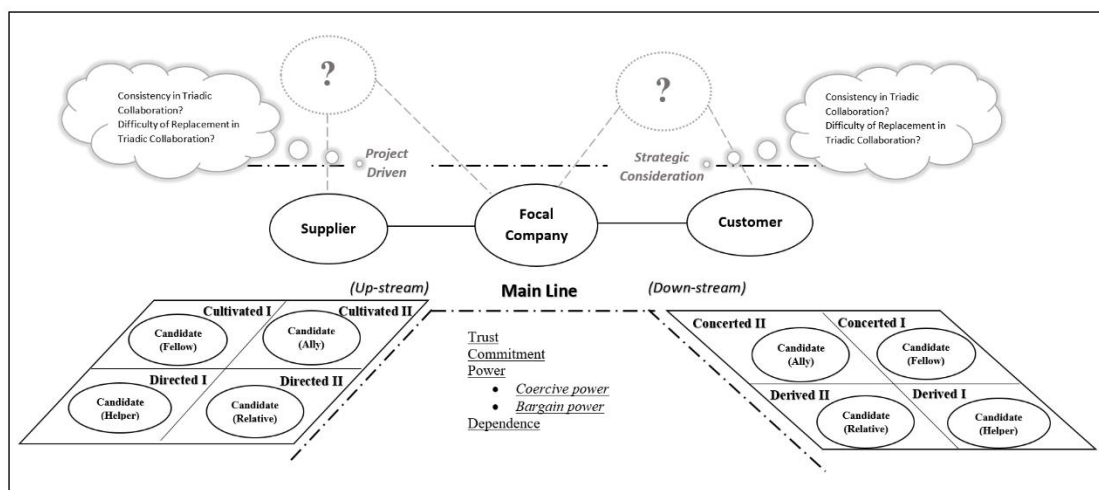 ?
?
Consistency in Triadic
Collaboration?
Difficulty of Replacement in
Triadic Collaboration?
Consistency in Triadic
Collaboration?
Difficulty of Replacement in
Triadic Collaboration?
Project
Driven
Strategic
Consideration
Supplier
Focal
Company
Customer
(Up-stream)
Main Line
(Down-stream)
Cultivated I
Cultivated II
Candidate
(Fellow)
Candidate
(Ally)
Directed I
Directed II
Candidate
(Helper)
Candidate
(Relative)
Trust
Commitment
Power
• Coercive power
• Bargain power
Dependence
Concerted II
Concerted I
Candidate
(Ally)
Candidate
(Fellow)
Derived II
Derived I
Candidate
(Relative)
Candidate
(Helper)